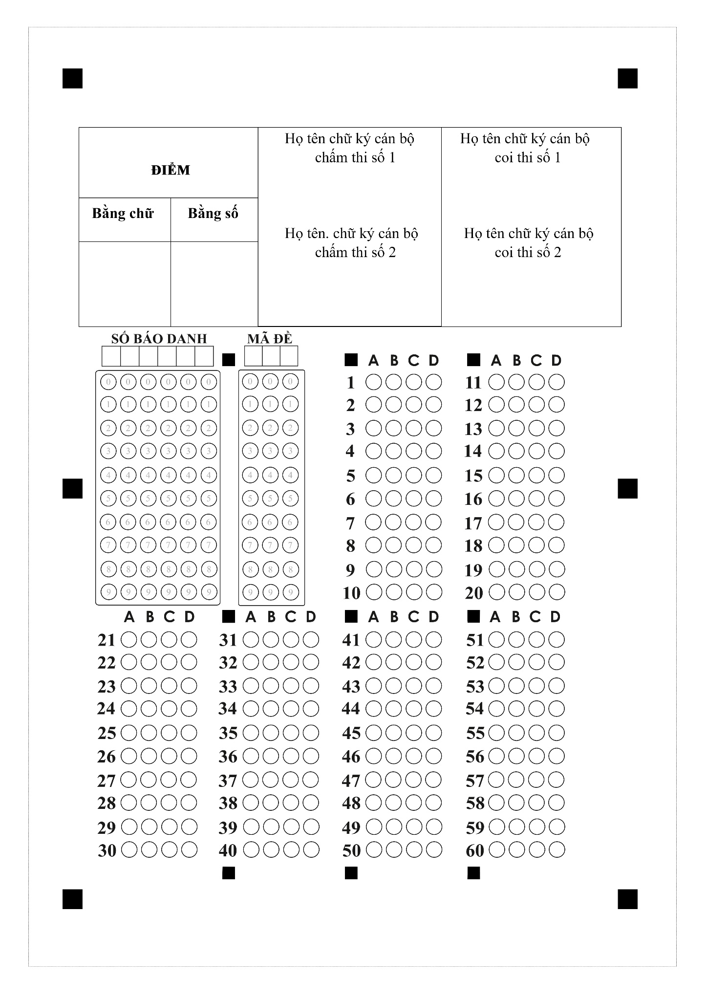 ĐIỂM
Bằng chữ Bằng số
Họ tên chữ ký cán bộ
chấm thi số 1
Họ tên. chữ ký cán bộ
chấm thi số 2
Họ tên chữ ký cán bộ
coi thi số 1
Họ tên chữ ký cán bộ
coi thi số 2
SỐ BÁO DANH
0 0 0 0 0 0
1 1 1 1 1 1
2 2 2 2 2 2
3 3 3 3 3 3
4 4 4 4 4 4
5 5 5 5 5 5
6 6 6 6 6 6
7 7 7 7 7 7
8 8 8 8 8 8
9 9 9 9 9 9
MÃ ĐỀ
0 0 0
1 1 1
2 2 2
3 3 3
4 4 4
5 5 5
6 6 6
7 7 7
8 8 8
9 9 9
A B C D
1
2
3
4
5
6
7
8
9
10
A B C D
11
12
13
14
15
16
17
18
19
20
A B C D
21
22
23
24
25
26
27
28
29
30
A B C D
31
32
33
34
35
36
37
38
39
40
A B C D
41
42
43
44
45
46
47
48
49
50
A B C D
51
52
53
54
55
56
57
58
59
60